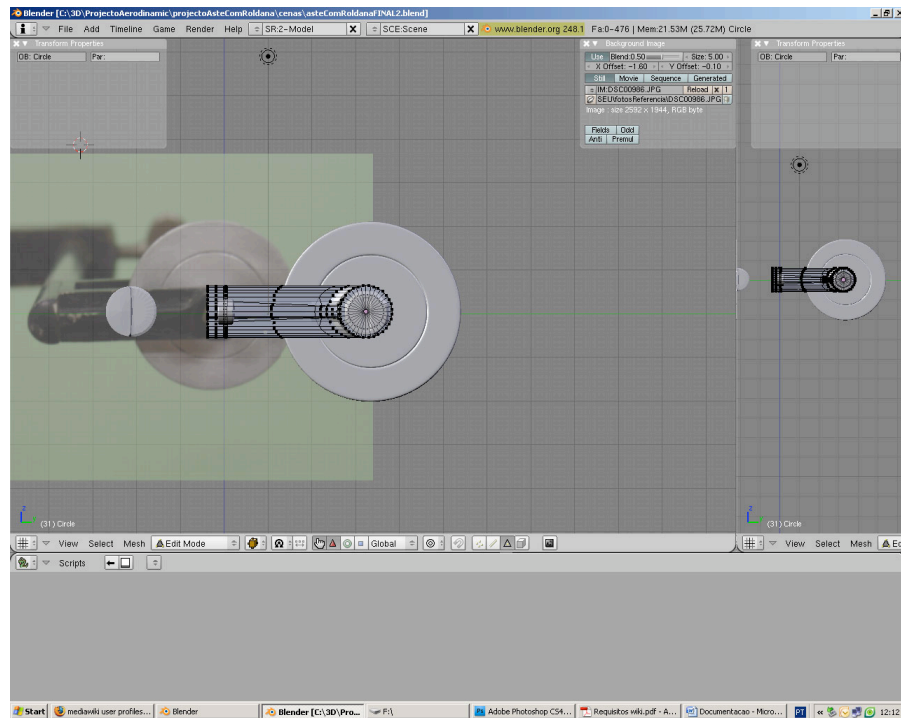 Blender [C:\3D\ProjectoAerodinamic\projectoAsteComRoldana\cenas\asteComRoldanaFINAL2.blend]
File Add Timeline Game Render Help SR:2-Model X SCE:Scene X www.blender.org 248.1 Fa:0-476 | Mem:21.53M (25.72M) Circle
Transform Properties
OB: Circle Par:
Background Image
Use Blend:0.50 Size: 5.00
X Offset: -1.60 Y Offset: -0.10
Still Movie Sequence Generated
IM:DSC00986.JPG Reload X 1
SEU\fotosReferencia\DSC00986.JPG
Image : size 2592 x 1944, RGB byte
Fields Odd
Anti Premul
Transform Properties
OB: Circle Par:
z
(31) Circle
z
(31) Circle
View Select Mesh Edit Mode Global
View Select Mesh Ec
Scripts
Start mediawiki user profiles... Blender Blender [C:\3D\Pro... F:\ Adobe Photoshop CS4... Requisitos wiki.pdf - A... Documentacao - Micro... PT « 12:12